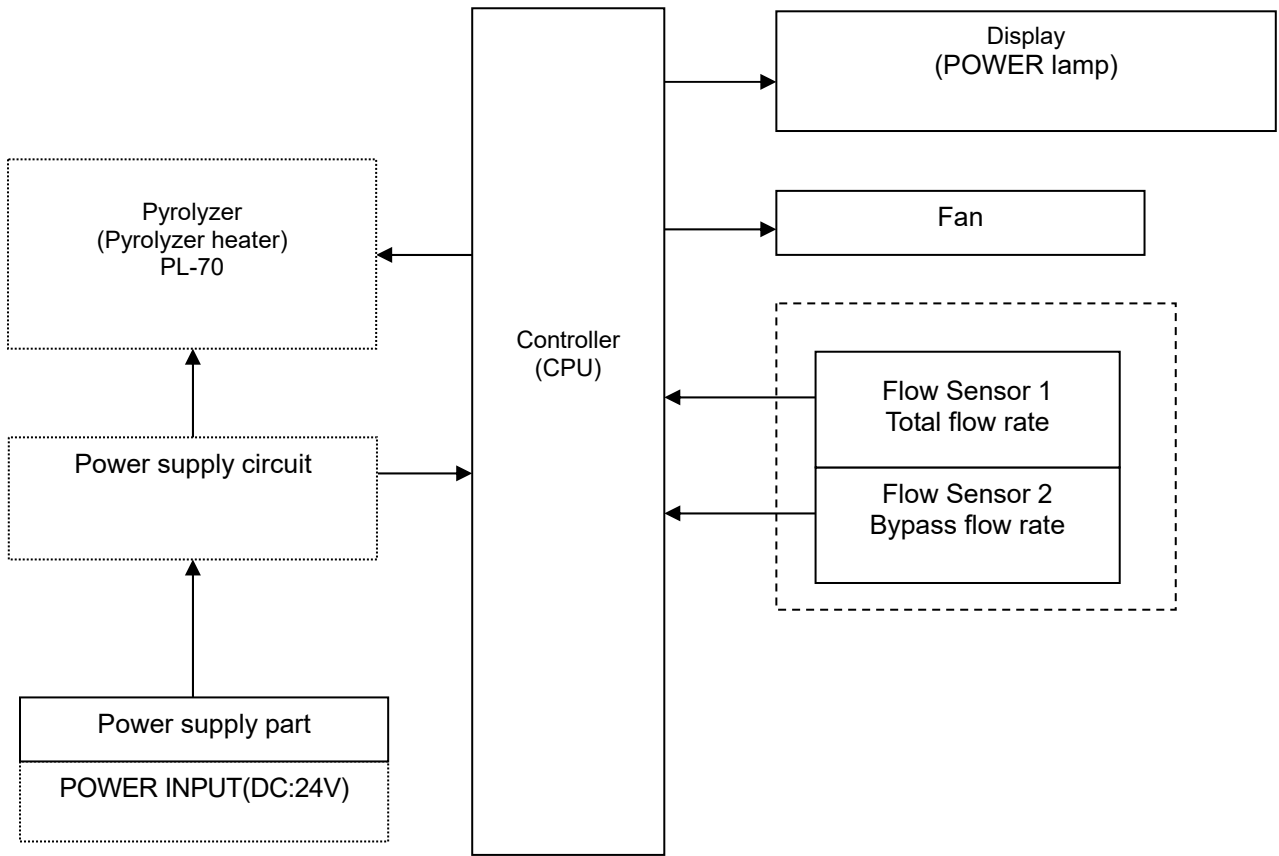 Display
(POWER lamp)
Pyrolyzer
(Pyrolyzer heater)
PL-70
Fan
Controller
(CPU)
Flow Sensor 1
Total flow rate
Power supply circuit
Flow Sensor 2
Bypass flow rate
Power supply part
POWER INPUT(DC:24V)